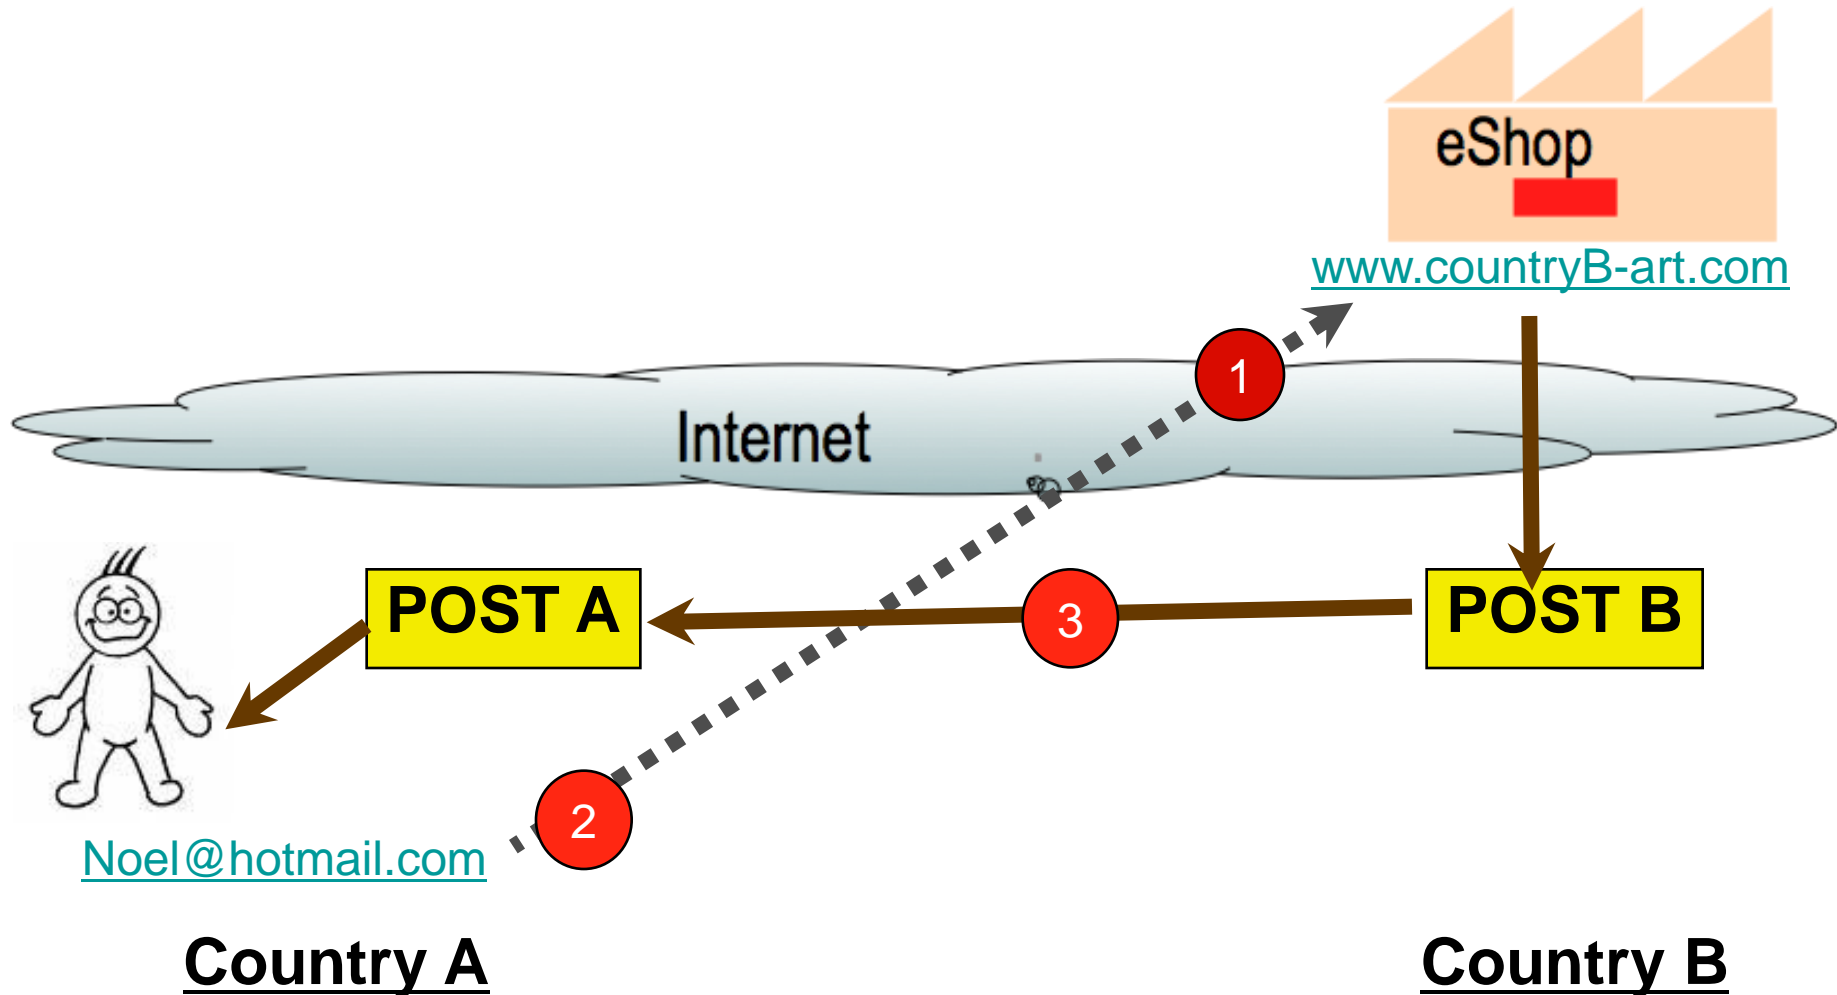 eShop
www.countryB-art.com
1
Internet
POST A
3
POST B
2
Noel@hotmail.com
Country A
Country B